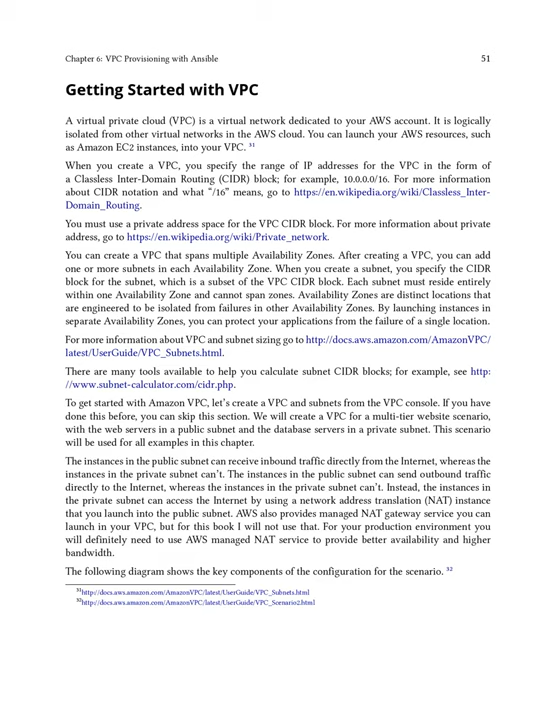 Chapter 6: VPC Provisioning with Ansible 51
Getting Started with VPC
A virtual private cloud (VPC) is a virtual network dedicated to your AWS account. It is logically
isolated from other virtual networks in the AWS cloud. You can launch your AWS resources, such
as Amazon EC2 instances, into your VPC. ³¹
When you create a VPC, you specify the range of IP addresses for the VPC in the form of
a Classless Inter-Domain Routing (CIDR) block; for example, 10.0.0.0/16. For more information
about CIDR notation and what “/16” means, go to https://en.wikipedia.org/wiki/Classless_Inter-
Domain_Routing.
You must use a private address space for the VPC CIDR block. For more information about private
address, go to https://en.wikipedia.org/wiki/Private_network.
You can create a VPC that spans multiple Availability Zones. After creating a VPC, you can add
one or more subnets in each Availability Zone. When you create a subnet, you specify the CIDR
block for the subnet, which is a subset of the VPC CIDR block. Each subnet must reside entirely
within one Availability Zone and cannot span zones. Availability Zones are distinct locations that
are engineered to be isolated from failures in other Availability Zones. By launching instances in
separate Availability Zones, you can protect your applications from the failure of a single location.
For more information about VPC and subnet sizing go to http://docs.aws.amazon.com/AmazonVPC/
latest/UserGuide/VPC_Subnets.html.
There are many tools available to help you calculate subnet CIDR blocks; for example, see http:
//www.subnet-calculator.com/cidr.php.
To get started with Amazon VPC, let’s create a VPC and subnets from the VPC console. If you have
done this before, you can skip this section. We will create a VPC for a multi-tier website scenario,
with the web servers in a public subnet and the database servers in a private subnet. This scenario
will be used for all examples in this chapter.
The instances in the public subnet can receive inbound traffic directly from the Internet, whereas the
instances in the private subnet can’t. The instances in the public subnet can send outbound traffic
directly to the Internet, whereas the instances in the private subnet can’t. Instead, the instances in
the private subnet can access the Internet by using a network address translation (NAT) instance
that you launch into the public subnet. AWS also provides managed NAT gateway service you can
launch in your VPC, but for this book I will not use that. For your production environment you
will definitely need to use AWS managed NAT service to provide better availability and higher
bandwidth.
The following diagram shows the key components of the configuration for the scenario. ³²
³¹http://docs.aws.amazon.com/AmazonVPC/latest/UserGuide/VPC_Subnets.html
³²http://docs.aws.amazon.com/AmazonVPC/latest/UserGuide/VPC_Scenario2.html